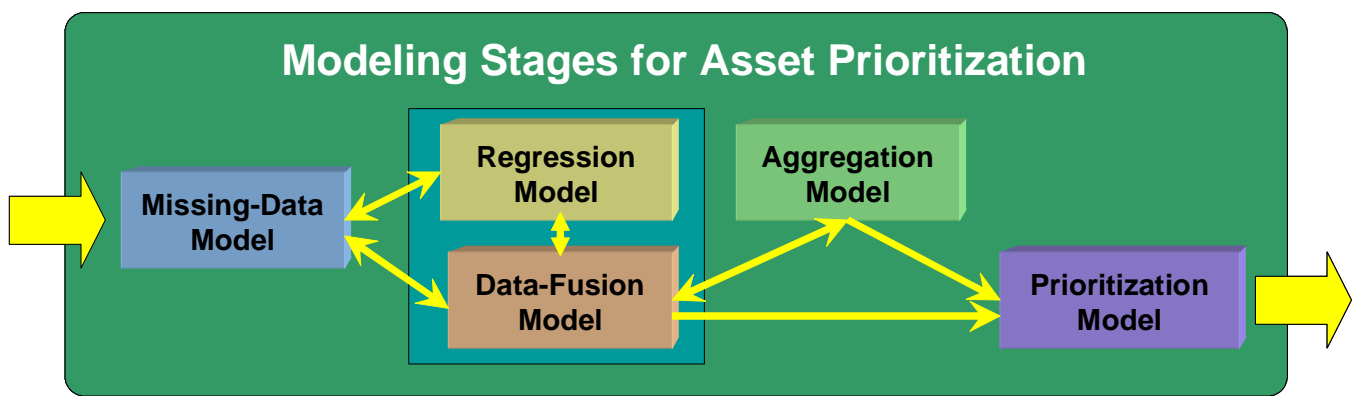 Modeling Stages for Asset Prioritization
Missing-Data
Model
Regression
Model
Data-Fusion
Model
Aggregation
Model
Prioritization
Model